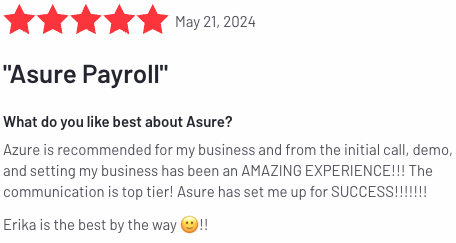 May 21, 2024
"Asure Payroll"
What do you like best about Asure?
Azure is recommended for my business and from the initial call, demo,
and setting my business has been an AMAZING EXPERIENCE!!! The
communication is top tier! Asure has set me up for SUCCESS!!!!!!!
Erika is the best by the way 🙂!!